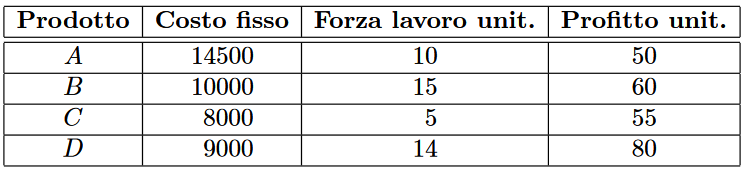 Prodotto Costo fisso Forza lavoro unit. Profitto unit.
A 14500 10 50
B 10000 15 60
C 8000 5 55
D 9000 14 80